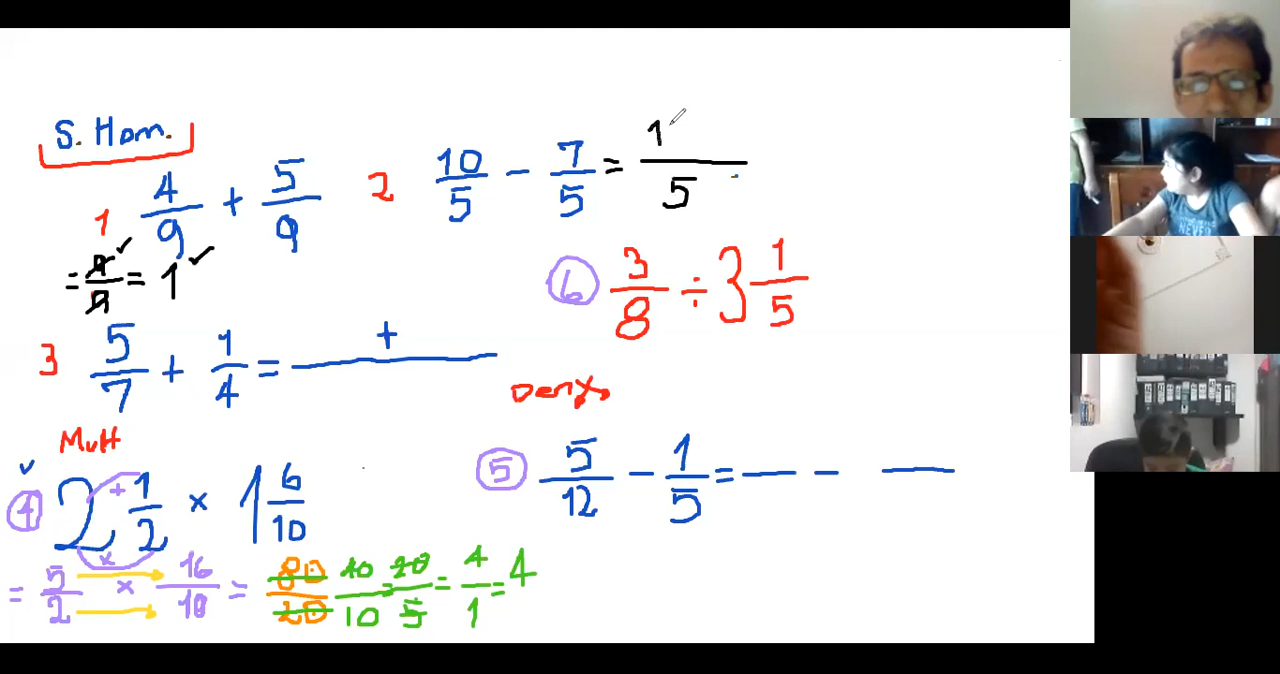 S. Hom.
1 4/9 + 5/9
= 9/9 = 1
2 10/5 − 7/5 = 1 /5
6 3/8 ÷ 3 1/5
3 5/7 + 1/4 = +
Mult
4 2 1/2 × 1 6/10
+
×
= 5/2 × 16/10 = 80/20 40/10 = 20/5 = 4/1 = 4
5 5/12 − 1/5 = −
NEVER